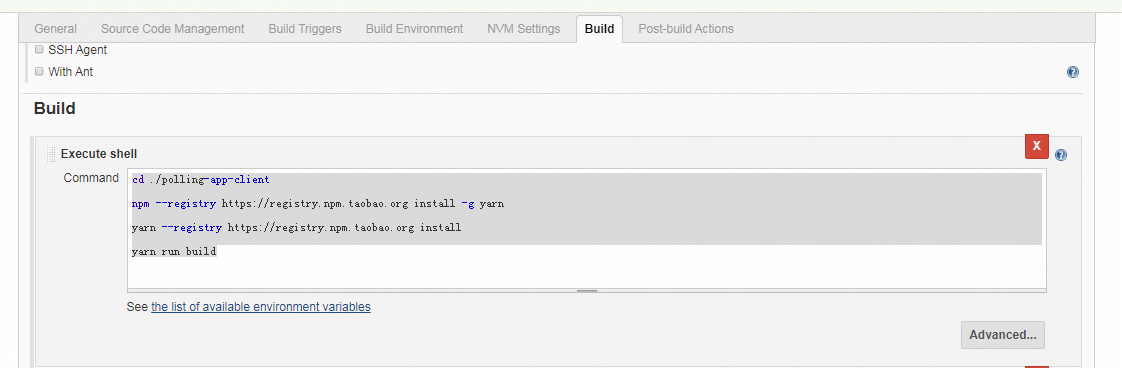 General Source Code Management Build Triggers Build Environment NVM Settings Build Post-build Actions
SSH Agent
With Ant
?
Build
Execute shell
X
?
Command
cd ./polling-app-client
npm --registry https://registry.npm.taobao.org install -g yarn
yarn --registry https://registry.npm.taobao.org install
yarn run build
See the list of available environment variables
Advanced...